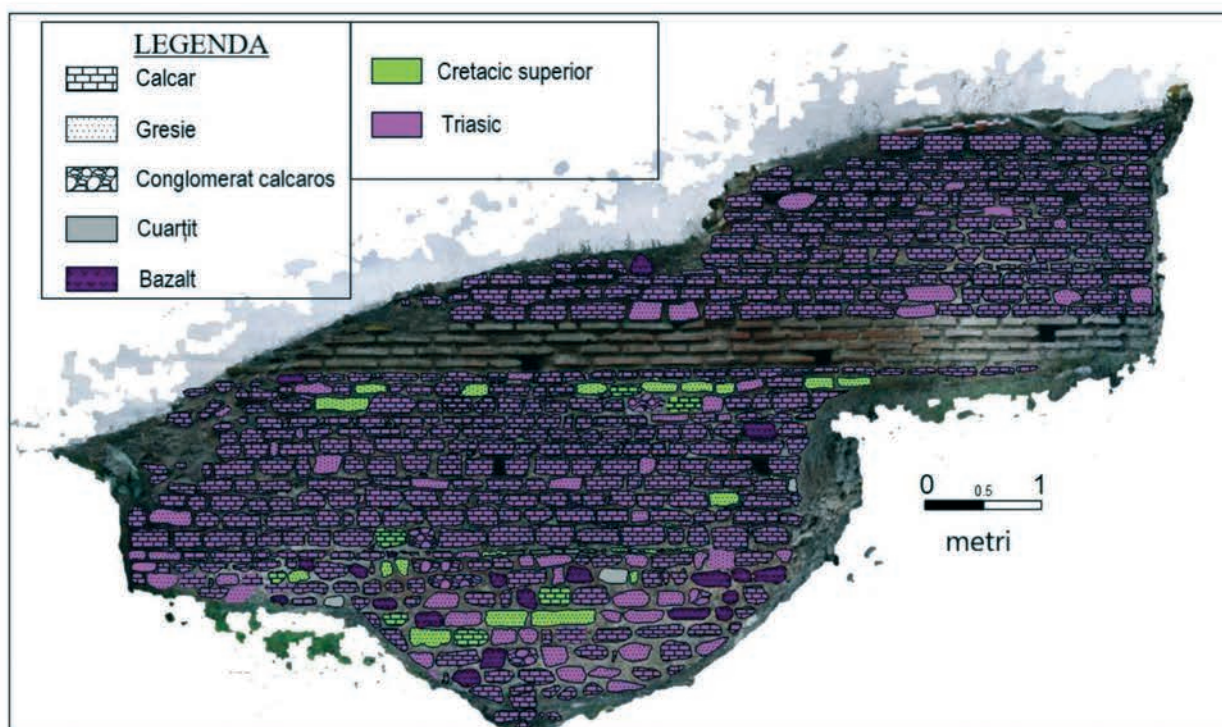 LEGENDA
Calcar
Gresie
Conglomerat calcaros
Cuarțit
Bazalt
Cretacic superior
Triasic
0 0.5 1
metri